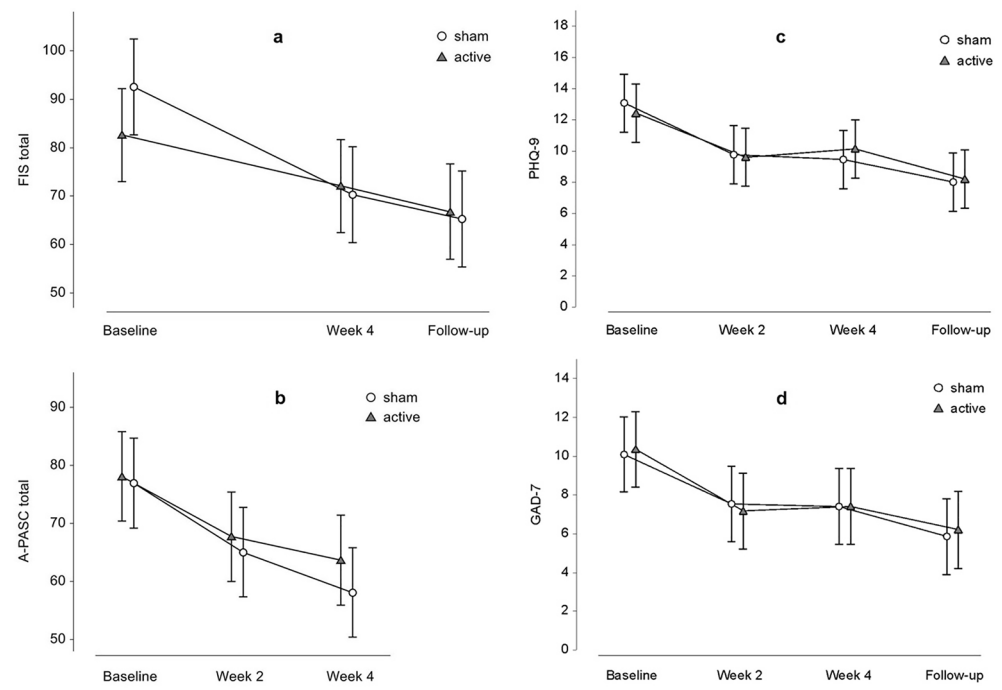 a
sham
active
FIS total
100
90
80
70
60
50
Baseline
Week 4
Follow-up
c
sham
active
PHQ-9
18
16
14
12
10
8
6
4
2
0
Baseline
Week 2
Week 4
Follow-up
b
sham
active
A-PASC total
90
80
70
60
50
Baseline
Week 2
Week 4
d
sham
active
GAD-7
14
12
10
8
6
4
2
0
Baseline
Week 2
Week 4
Follow-up